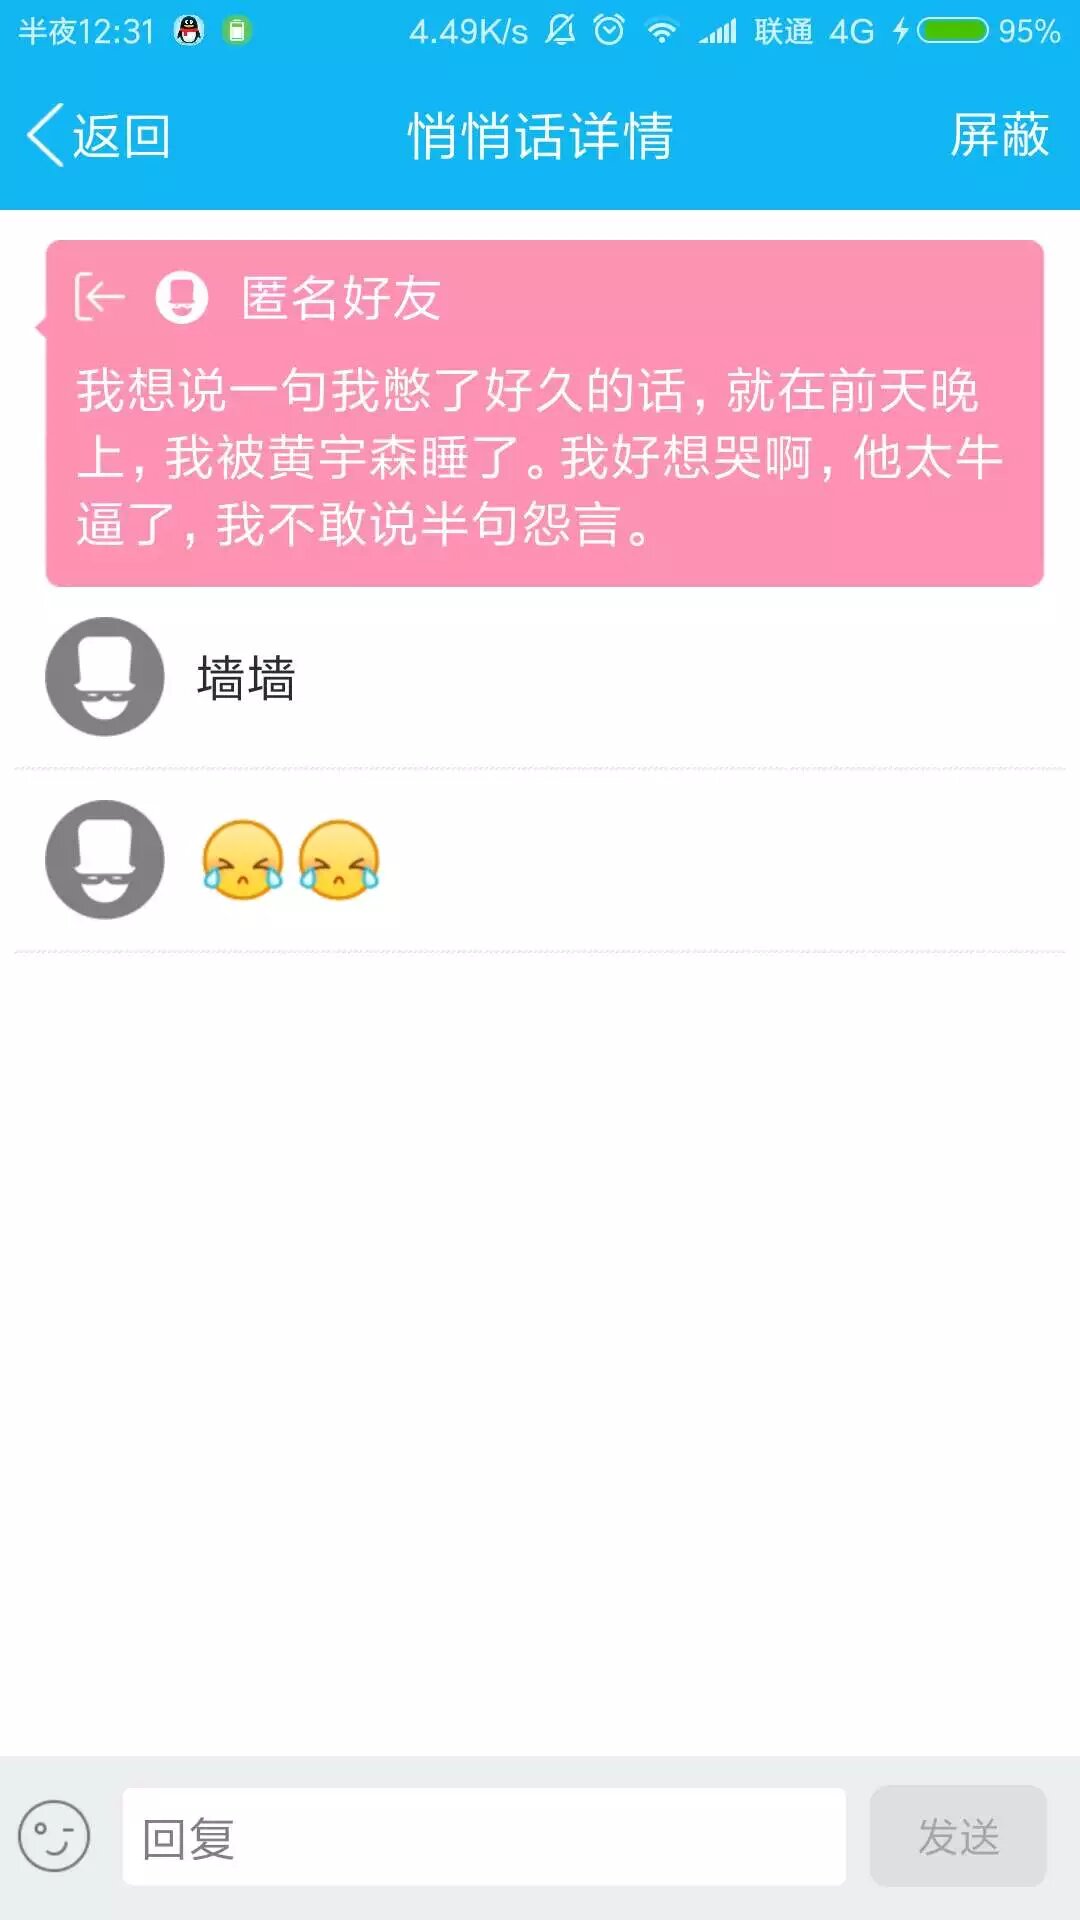 半夜12:31 4.49K/s 联通 4G 95%
返回 悄悄话详情 屏蔽
匿名好友
我想说一句我憋了好久的话，就在前天晚
上，我被黄宇森睡了。我好想哭啊，他太牛
逼了，我不敢说半句怨言。
墙墙
回复 发送